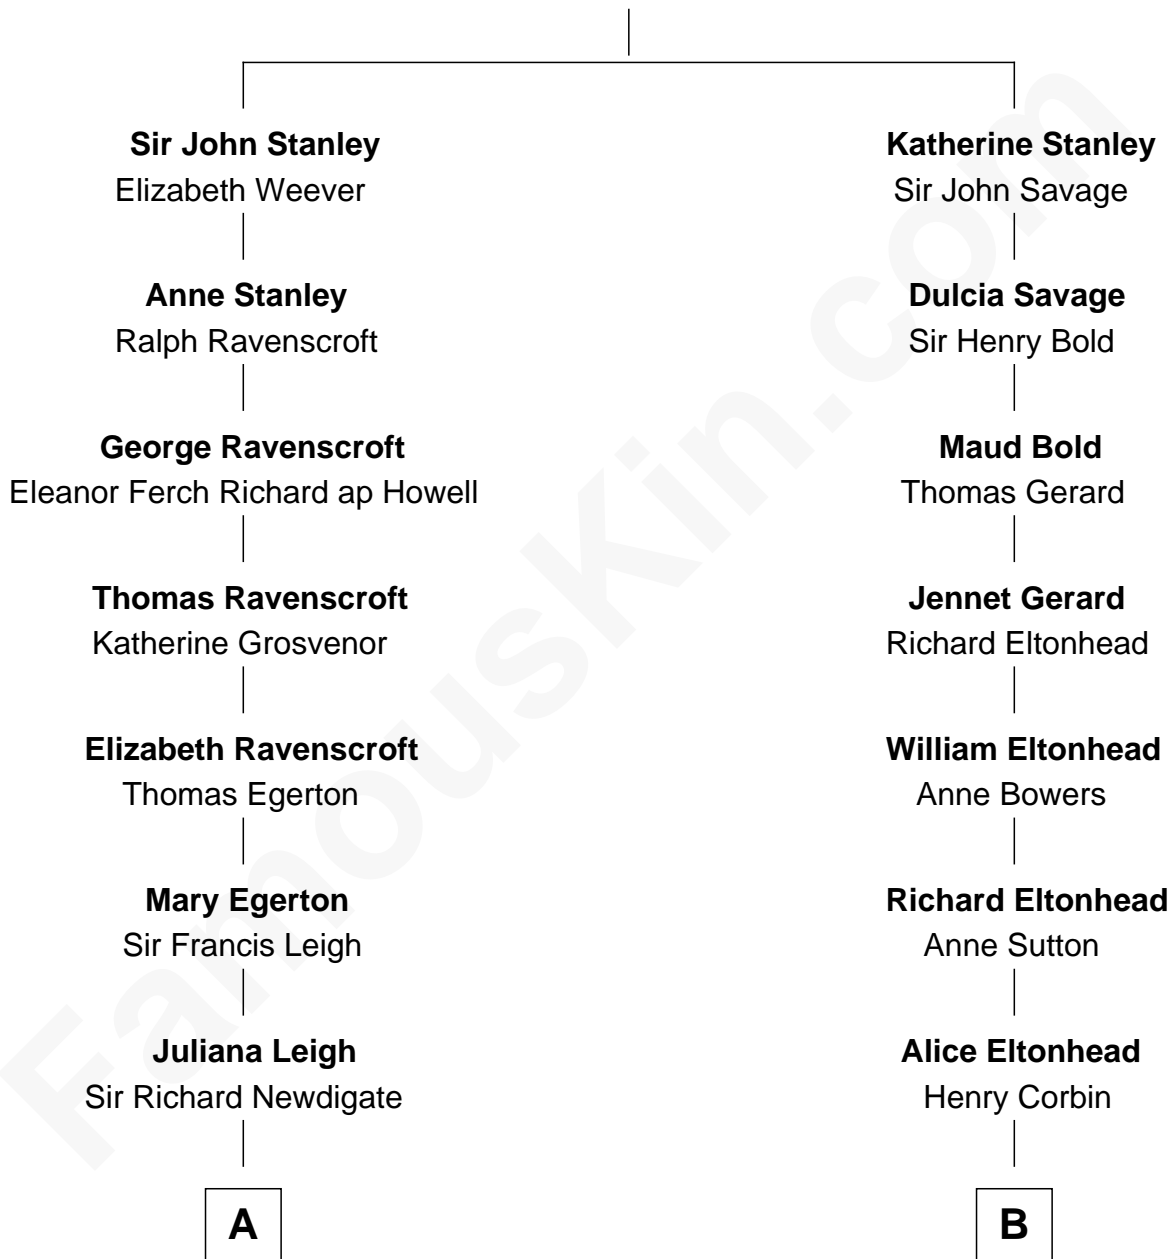 Sir John Stanley
Elizabeth Weever
Anne Stanley
Ralph Ravenscroft
George Ravenscroft
Eleanor Ferch Richard ap Howell
Thomas Ravenscroft
Katherine Grosvenor
Elizabeth Ravenscroft
Thomas Egerton
Mary Egerton
Sir Francis Leigh
Juliana Leigh
Sir Richard Newdigate
A
Katherine Stanley
Sir John Savage
Dulcia Savage
Sir Henry Bold
Maud Bold
Thomas Gerard
Jennet Gerard
Richard Eltonhead
William Eltonhead
Anne Bowers
Richard Eltonhead
Anne Sutton
Alice Eltonhead
Henry Corbin
B
FamousKin.com